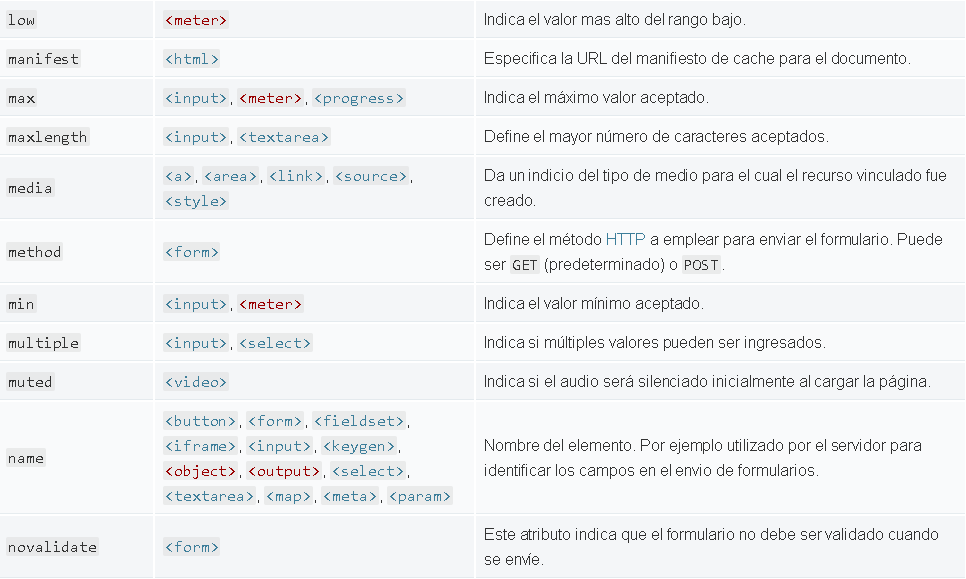 low <meter> Indica el valor mas alto del rango bajo.
manifest <html> Especifica la URL del manifiesto de cache para el documento.
max <input>, <meter>, <progress> Indica el máximo valor aceptado.
maxlength <input>, <textarea> Define el mayor número de caracteres aceptados.
media <a>, <area>, <link>, <source>,
<style>
Da un indicio del tipo de medio para el cual el recurso vinculado fue
creado.
method <form> Define el método HTTP a emplear para enviar el formulario. Puede
ser GET (predeterminado) o POST.
min <input>, <meter> Indica el valor mínimo aceptado.
multiple <input>, <select> Indica si múltiples valores pueden ser ingresados.
muted <video> Indica si el audio será silenciado inicialmente al cargar la página.
name <button>, <form>, <fieldset>,
<iframe>, <input>, <keygen>,
<object>, <output>, <select>,
<textarea>, <map>, <meta>, <param>
Nombre del elemento. Por ejemplo utilizado por el servidor para
identificar los campos en el envio de formularios.
novalidate <form> Este atributo indica que el formulario no debe ser validado cuando
se envíe.